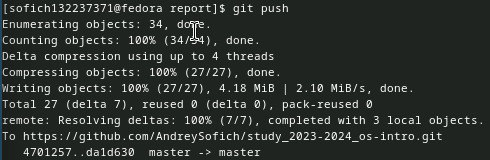 [sofich132237371@fedora report]$ git push
Enumerating objects: 34, done.
Counting objects: 100% (34/34), done.
Delta compression using up to 4 threads
Compressing objects: 100% (27/27), done.
Writing objects: 100% (27/27), 4.18 MiB | 2.10 MiB/s, done.
Total 27 (delta 7), reused 0 (delta 0), pack-reused 0
remote: Resolving deltas: 100% (7/7), completed with 3 local objects.
To https://github.com/AndreySofich/study_2023-2024_os-intro.git
   4701257..da1d630  master -> master